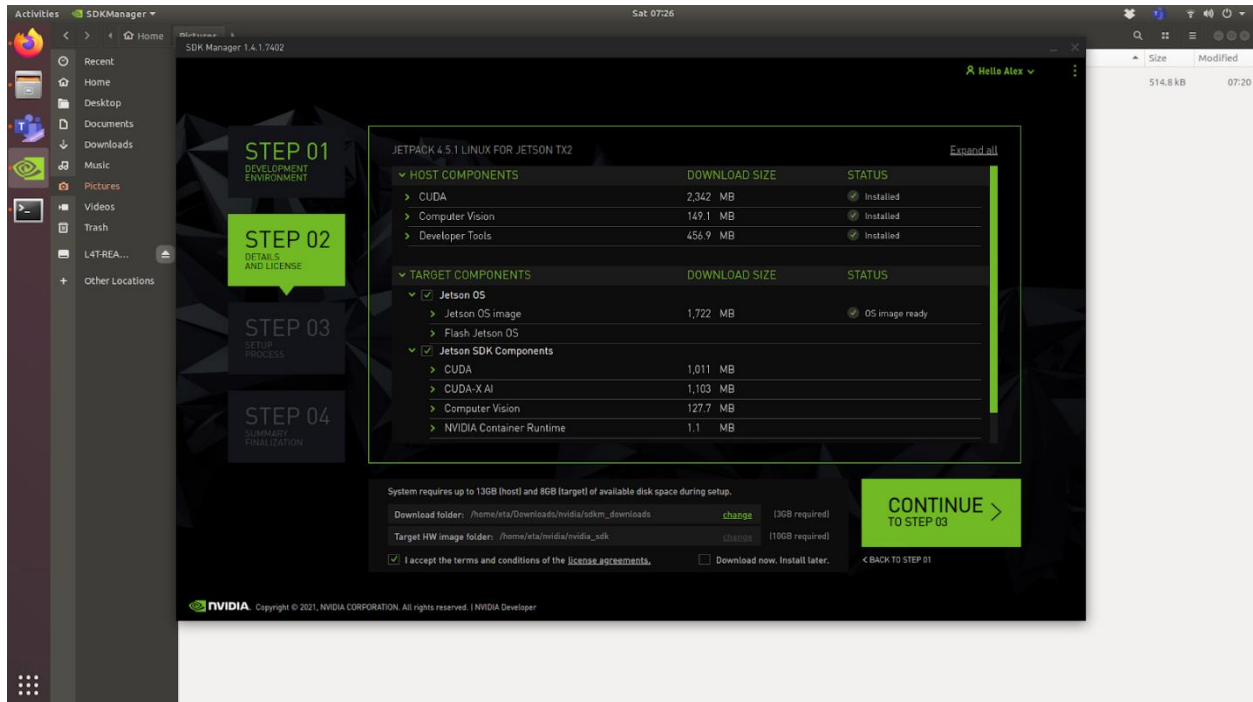 Activities SDKManager Sat 07:26
Home Pictures
SDK Manager 1.4.1.7402
Size Modified
514.8 kB 07:20
Recent
Home
Desktop
Documents
Downloads
Music
Pictures
Videos
Trash
L4T-REA...
+ Other Locations
Hello Alex
STEP 01
DEVELOPMENT
ENVIRONMENT
STEP 02
DETAILS
AND LICENSE
STEP 03
SETUP
PROCESS
STEP 04
SUMMARY
FINALIZATION
JETPACK 4.5.1 LINUX FOR JETSON TX2 Expand all
HOST COMPONENTS DOWNLOAD SIZE STATUS
CUDA 2,342 MB Installed
Computer Vision 149.1 MB Installed
Developer Tools 456.9 MB Installed
TARGET COMPONENTS DOWNLOAD SIZE STATUS
Jetson OS
Jetson OS image 1,722 MB OS image ready
Flash Jetson OS
Jetson SDK Components
CUDA 1,011 MB
CUDA-X AI 1,103 MB
Computer Vision 127.7 MB
NVIDIA Container Runtime 1.1 MB
System requires up to 13GB (host) and 8GB (target) of available disk space during setup.
Download folder: /home/eta/Downloads/nvidia/sdkm_downloads change (3GB required)
Target HW image folder: /home/eta/nvidia/nvidia_sdk change (10GB required)
I accept the terms and conditions of the license agreements. Download now. Install later.
CONTINUE >
TO STEP 03
< BACK TO STEP 01
NVIDIA. Copyright © 2021, NVIDIA CORPORATION. All rights reserved. | NVIDIA Developer